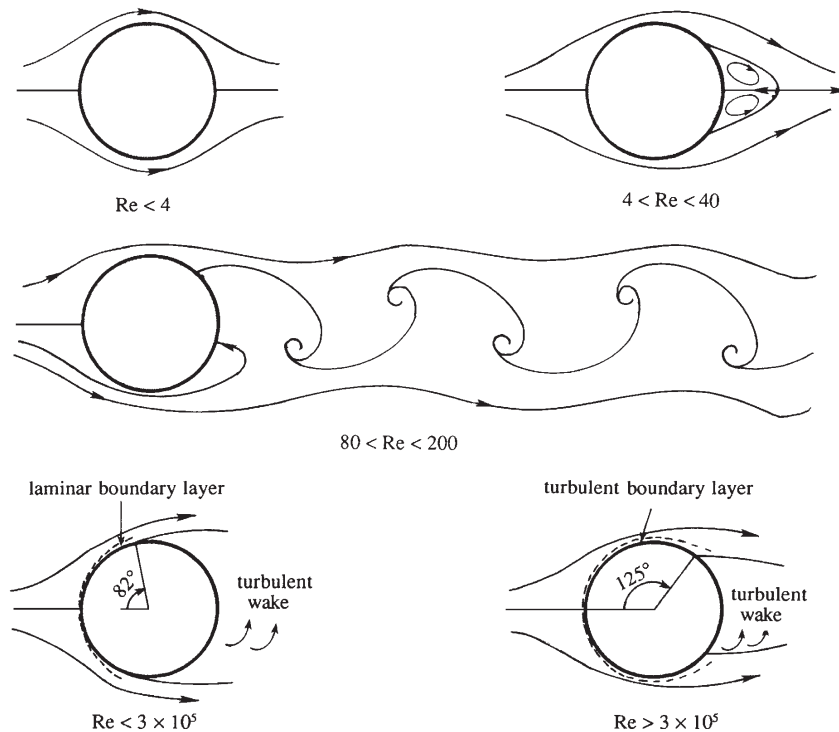 Re < 4
4 < Re < 40
80 < Re < 200
laminar boundary layer
82°
turbulent
wake
Re < 3 × 10⁵
turbulent boundary layer
125°
turbulent
wake
Re > 3 × 10⁵